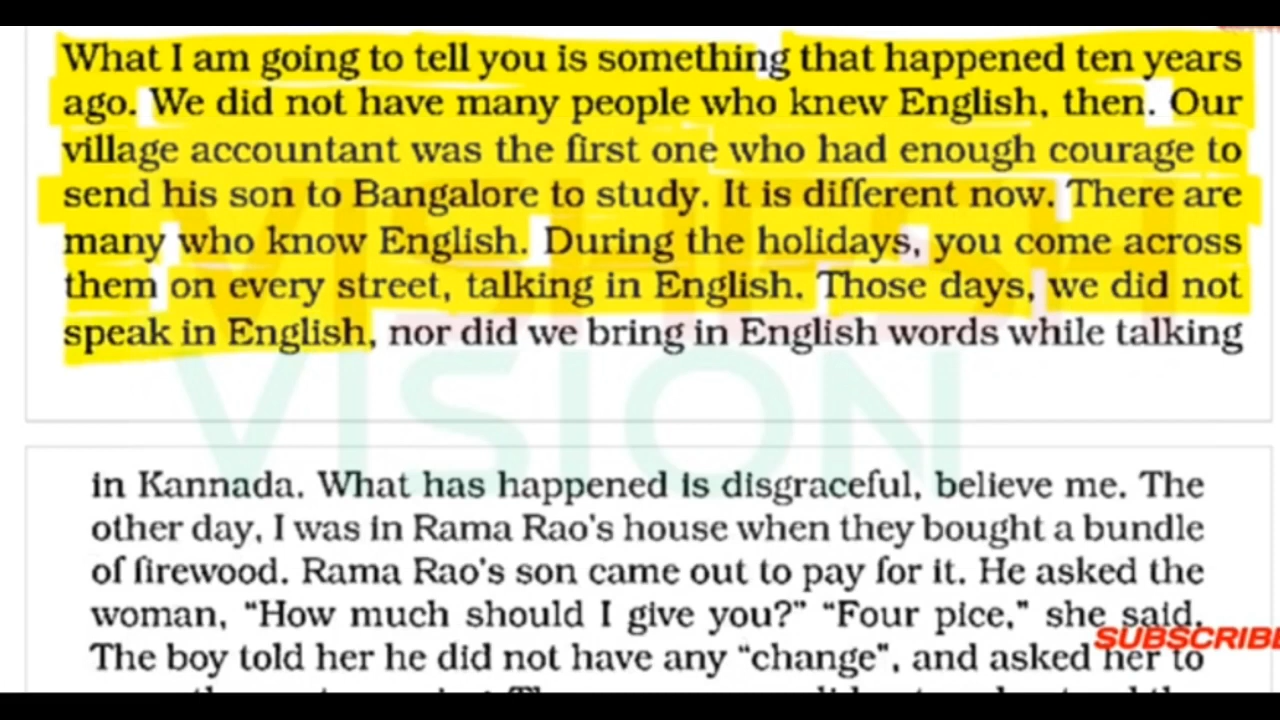 What I am going to tell you is something that happened ten years
ago. We did not have many people who knew English, then. Our
village accountant was the first one who had enough courage to
send his son to Bangalore to study. It is different now. There are
many who know English. During the holidays, you come across
them on every street, talking in English. Those days, we did not
speak in English, nor did we bring in English words while talking
VISION
in Kannada. What has happened is disgraceful, believe me. The
other day, I was in Rama Rao's house when they bought a bundle
of firewood. Rama Rao's son came out to pay for it. He asked the
woman, “How much should I give you?” “Four pice,” she said.
SUBSCRIBE
The boy told her he did not have any “change”, and asked her to